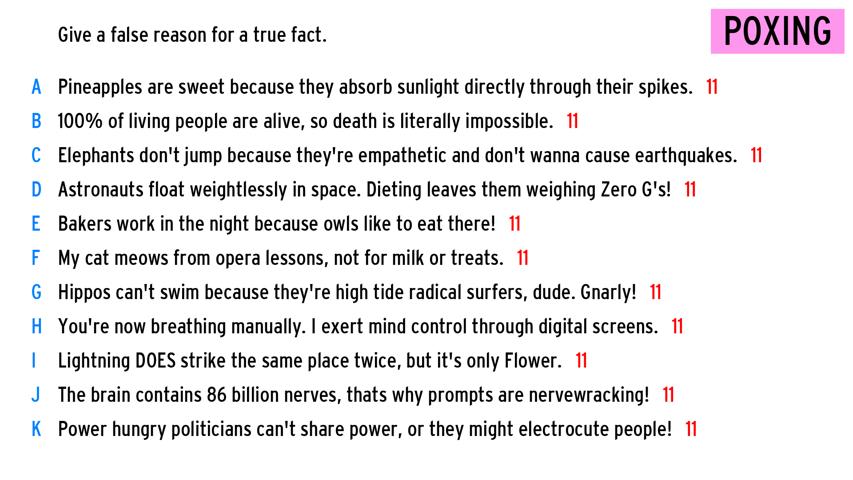 Give a false reason for a true fact.
POXING
A Pineapples are sweet because they absorb sunlight directly through their spikes. 11
B 100% of living people are alive, so death is literally impossible. 11
C Elephants don't jump because they're empathetic and don't wanna cause earthquakes. 11
D Astronauts float weightlessly in space. Dieting leaves them weighing Zero G's! 11
E Bakers work in the night because owls like to eat there! 11
F My cat meows from opera lessons, not for milk or treats. 11
G Hippos can't swim because they're high tide radical surfers, dude. Gnarly! 11
H You're now breathing manually. I exert mind control through digital screens. 11
I Lightning DOES strike the same place twice, but it's only Flower. 11
J The brain contains 86 billion nerves, thats why prompts are nervewracking! 11
K Power hungry politicians can't share power, or they might electrocute people! 11